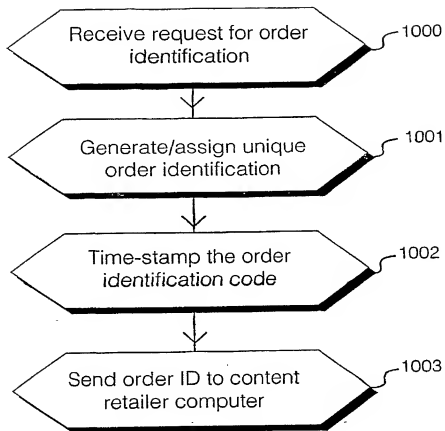 Receive request for order
identification
1000
Generate/assign unique
order identification
1001
Time-stamp the order
identification code
1002
Send order ID to content
retailer computer
1003